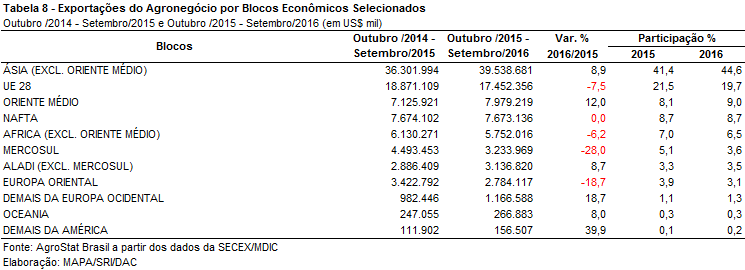 Tabela 8 - Exportações do Agronegócio por Blocos Econômicos Selecionados
Outubro /2014 - Setembro/2015 e Outubro /2015 - Setembro/2016 (em US$ mil)
Blocos Outubro /2014 - Setembro/2015 Outubro /2015 - Setembro/2016 Var. % 2016/2015 Participação % 2015 2016
ÁSIA (EXCL. ORIENTE MÉDIO) 36.301.994 39.538.681 8,9 41,4 44,6
UE 28 18.871.109 17.452.356 -7,5 21,5 19,7
ORIENTE MÉDIO 7.125.921 7.979.219 12,0 8,1 9,0
NAFTA 7.674.102 7.673.136 0,0 8,7 8,7
AFRICA (EXCL. ORIENTE MÉDIO) 6.130.271 5.752.016 -6,2 7,0 6,5
MERCOSUL 4.493.453 3.233.969 -28,0 5,1 3,6
ALADI (EXCL. MERCOSUL) 2.886.409 3.136.820 8,7 3,3 3,5
EUROPA ORIENTAL 3.422.792 2.784.117 -18,7 3,9 3,1
DEMAIS DA EUROPA OCIDENTAL 982.446 1.166.588 18,7 1,1 1,3
OCEANIA 247.055 266.883 8,0 0,3 0,3
DEMAIS DA AMÉRICA 111.902 156.507 39,9 0,1 0,2
Fonte: AgroStat Brasil a partir dos dados da SECEX/MDIC
Elaboração: MAPA/SRI/DAC